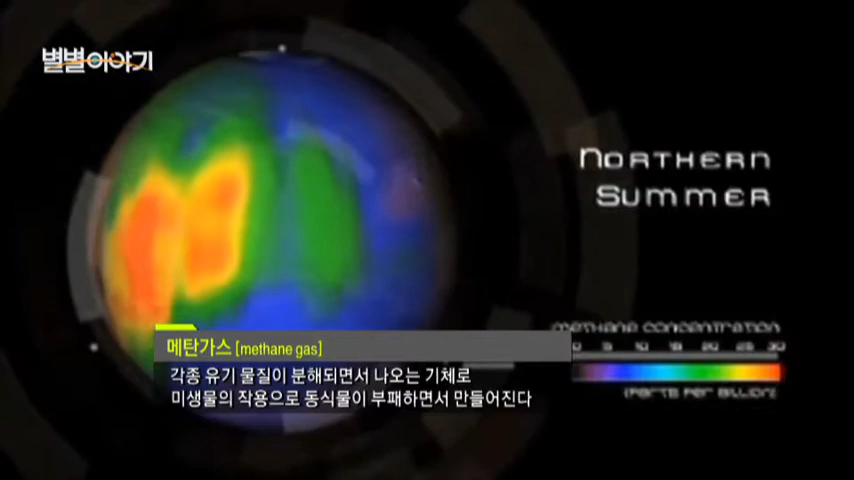 별별이야기
Northern
Summer
methane concentration
0 5 10 15 20 25 30
(Parts per Billion)
메탄가스 [methane gas]
각종 유기 물질이 분해되면서 나오는 기체로
미생물의 작용으로 동식물이 부패하면서 만들어진다